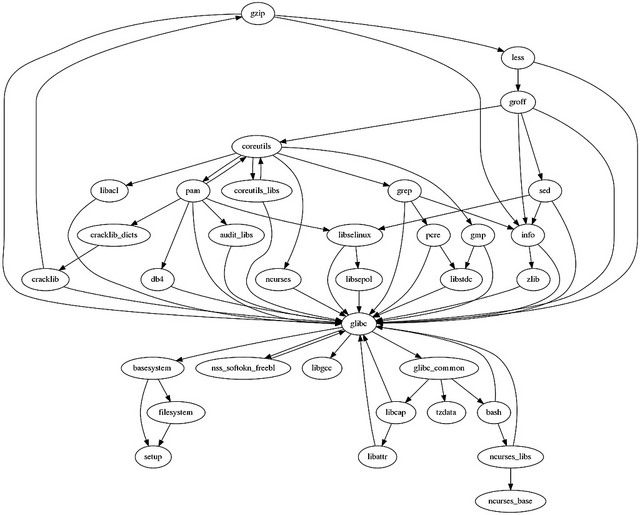 gzip
less
groff
coreutils
libacl
pam
coreutils_libs
grep
sed
cracklib_dicts
audit_libs
libselinux
pcre
gmp
info
cracklib
db4
ncurses
libsepol
libstdc
zlib
glibc
basesystem
nss_softokn_freebl
libgcc
glibc_common
filesystem
libcap
tzdata
bash
setup
libattr
ncurses_libs
ncurses_base